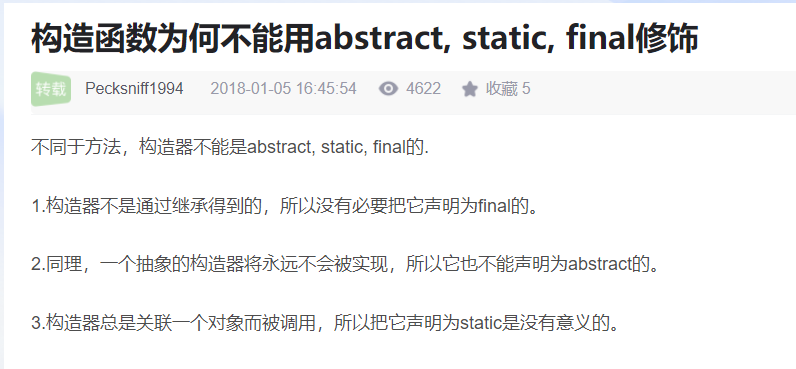 构造函数为何不能用abstract, static, final修饰
转载 Pecksniff1994 2018-01-05 16:45:54 4622 收藏 5
不同于方法，构造器不能是abstract, static, final的.
1.构造器不是通过继承得到的，所以没有必要把它声明为final的。
2.同理，一个抽象的构造器将永远不会被实现，所以它也不能声明为abstract的。
3.构造器总是关联一个对象而被调用，所以把它声明为static是没有意义的。